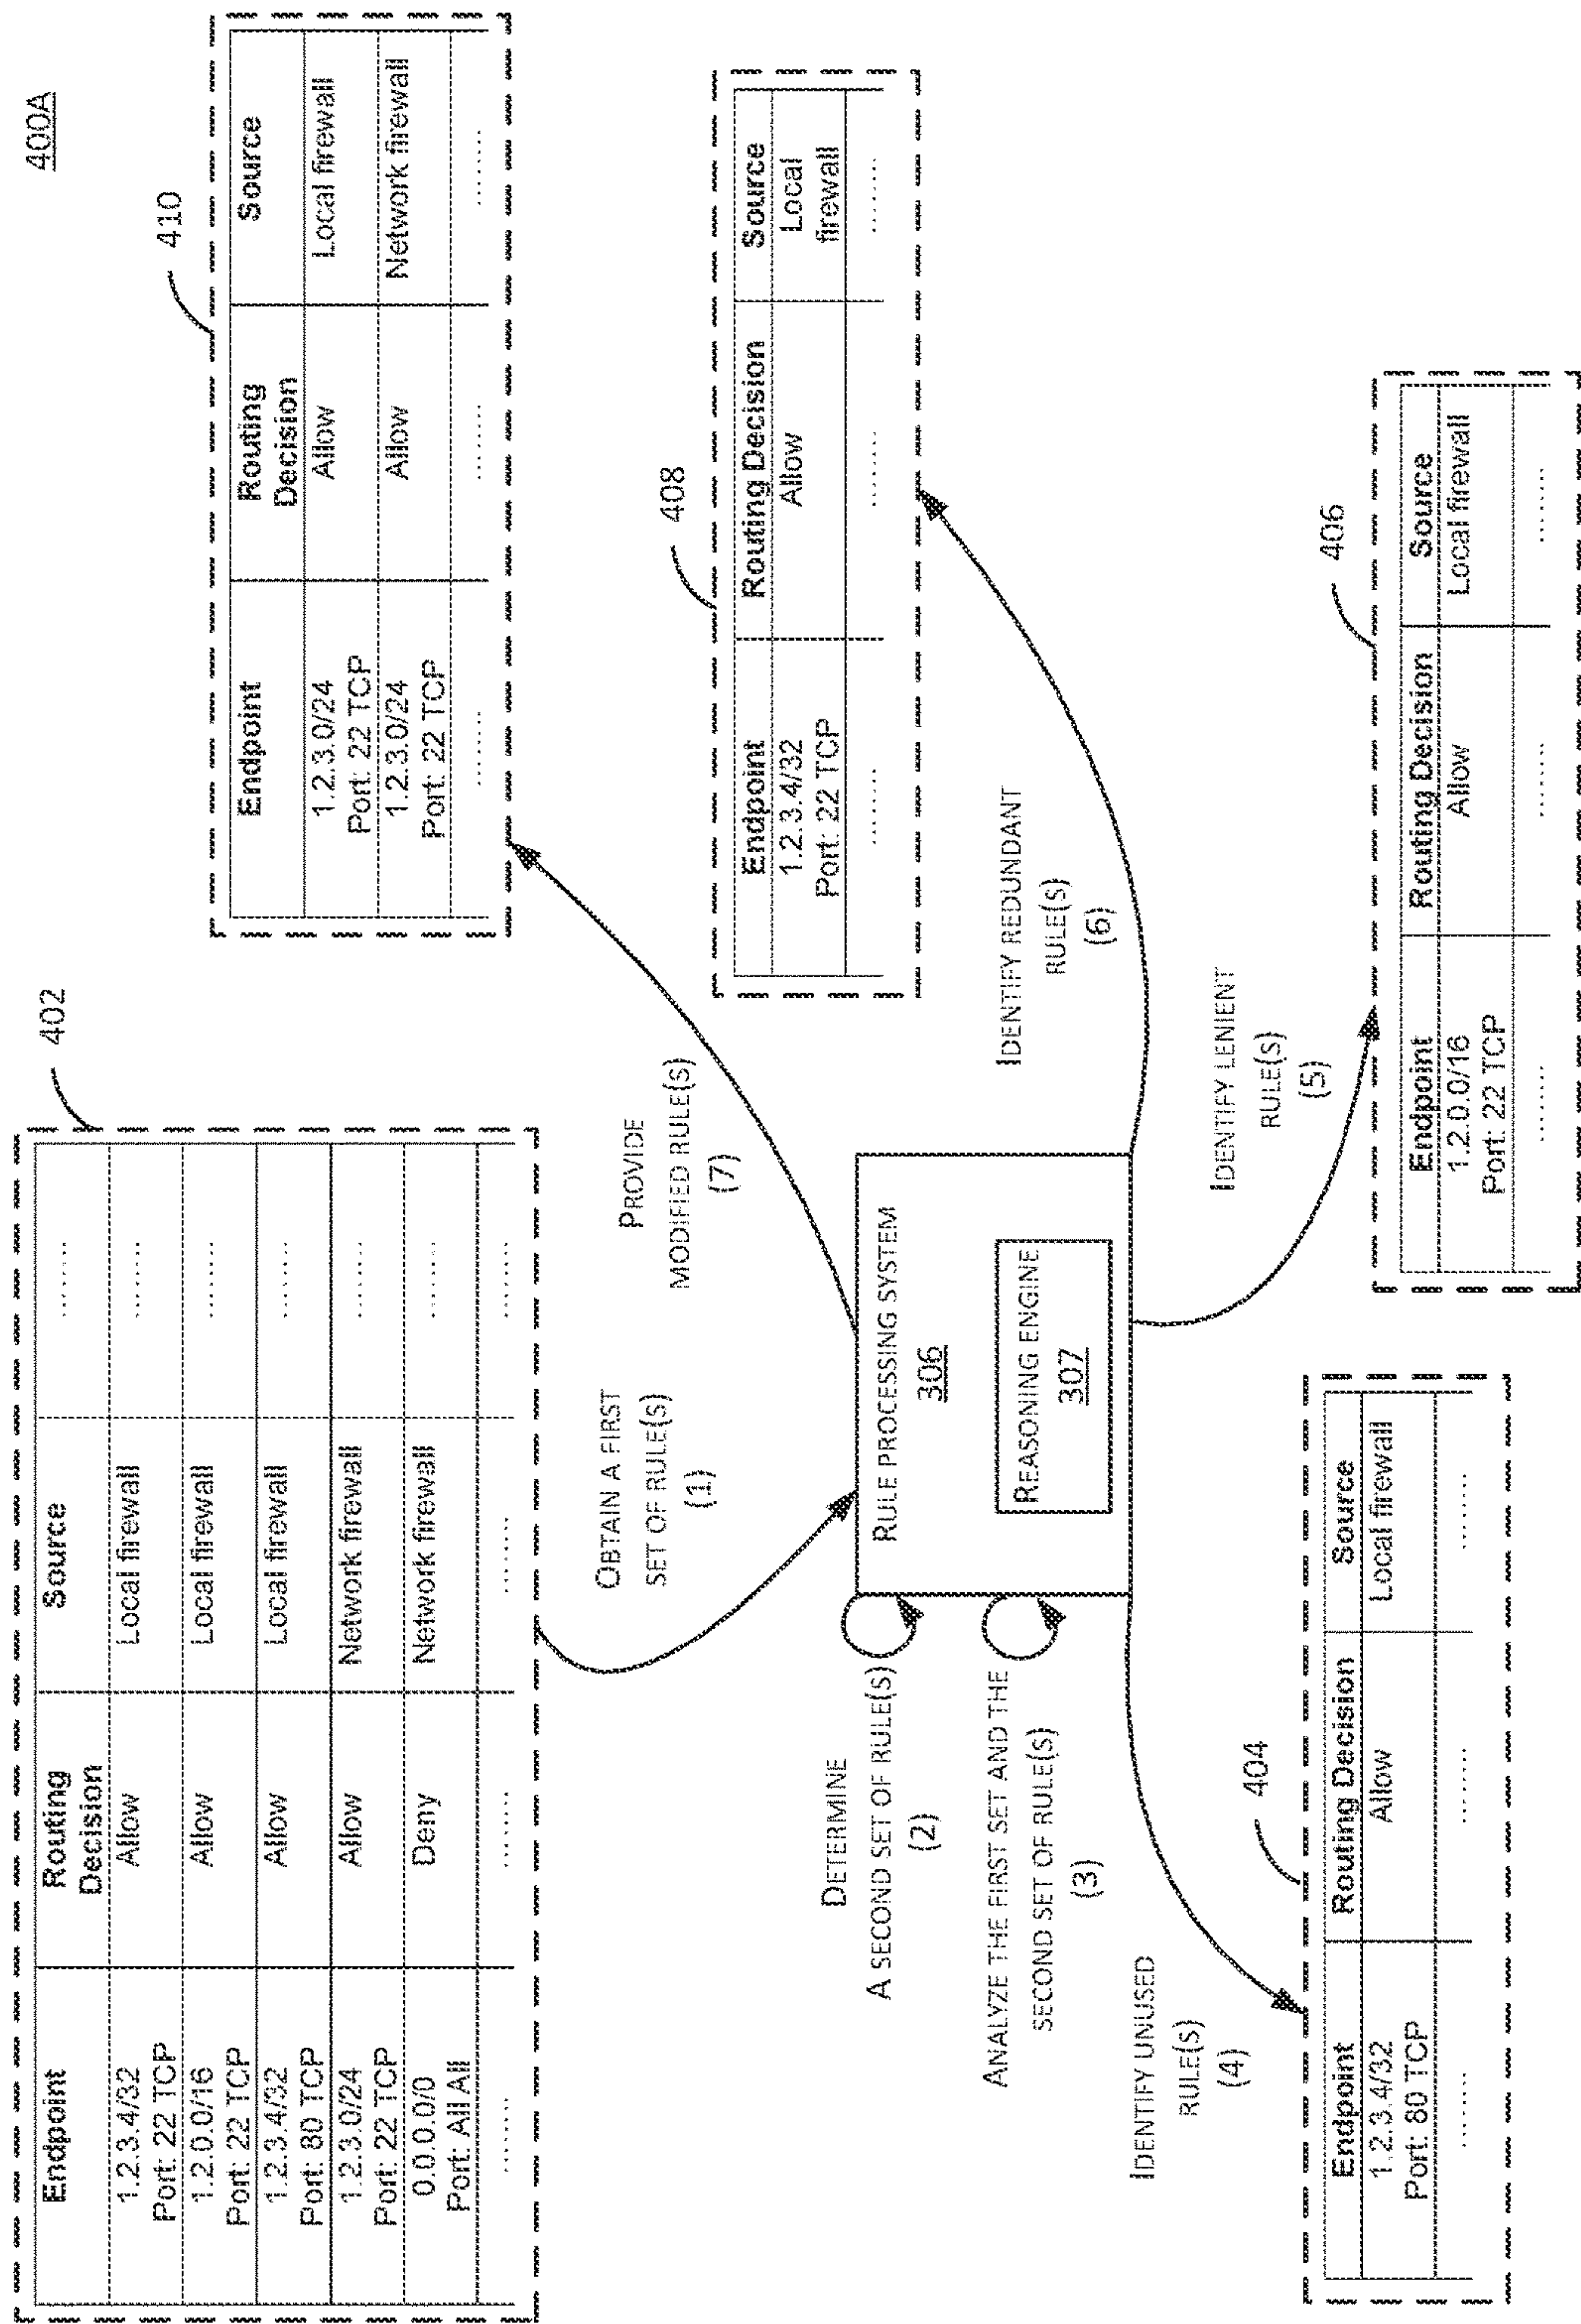 400A
402
Endpoint
Routing
Decision
Source
.......
1.2.3.4/32
Port: 22 TCP
Allow
Local firewall
.......
1.2.0.0/16
Port: 22 TCP
Allow
Local firewall
.......
1.2.3.4/32
Port: 80 TCP
Allow
Local firewall
.......
1.2.3.0/24
Port: 22 TCP
Allow
Network firewall
.......
0.0.0.0/0
Port: All All
Deny
Network firewall
.......
.......
.......
.......
.......
410
Endpoint
Routing
Decision
Source
1.2.3.0/24
Port: 22 TCP
Allow
Local firewall
1.2.3.0/24
Port: 22 TCP
Allow
Network firewall
.......
.......
.......
OBTAIN A FIRST
SET OF RULE(S)
(1)
PROVIDE
MODIFIED RULE(S)
(7)
408
Endpoint
Routing Decision
Source
1.2.3.4/32
Port: 22 TCP
Allow
Local
firewall
.......
.......
.......
DETERMINE
A SECOND SET OF RULE(S)
(2)
ANALYZE THE FIRST SET AND THE
SECOND SET OF RULE(S)
(3)
RULE PROCESSING SYSTEM
306
REASONING ENGINE
307
IDENTIFY REDUNDANT
RULE(S)
(6)
IDENTIFY UNUSED
RULE(S)
(4)
IDENTIFY LENIENT
RULE(S)
(5)
404
Endpoint
Routing Decision
Source
1.2.3.4/32
Port: 80 TCP
Allow
Local firewall
.......
.......
.......
406
Endpoint
Routing Decision
Source
1.2.0.0/16
Port: 22 TCP
Allow
Local firewall
.......
.......
.......